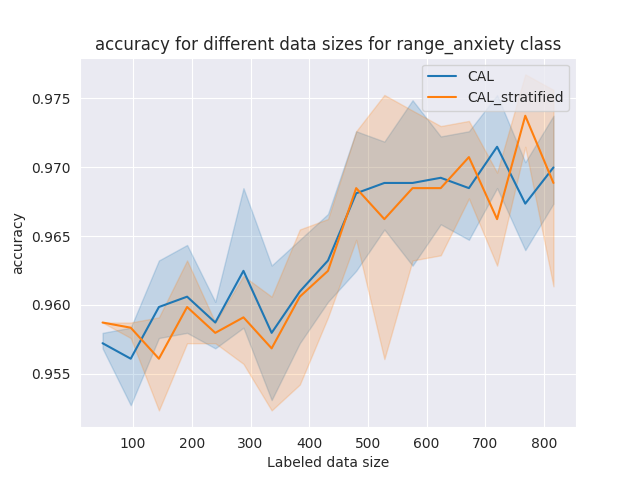 accuracy for different data sizes for range_anxiety class
CAL
CAL_stratified
0.975
0.970
0.965
0.960
0.955
accuracy
100 200 300 400 500 600 700 800
Labeled data size